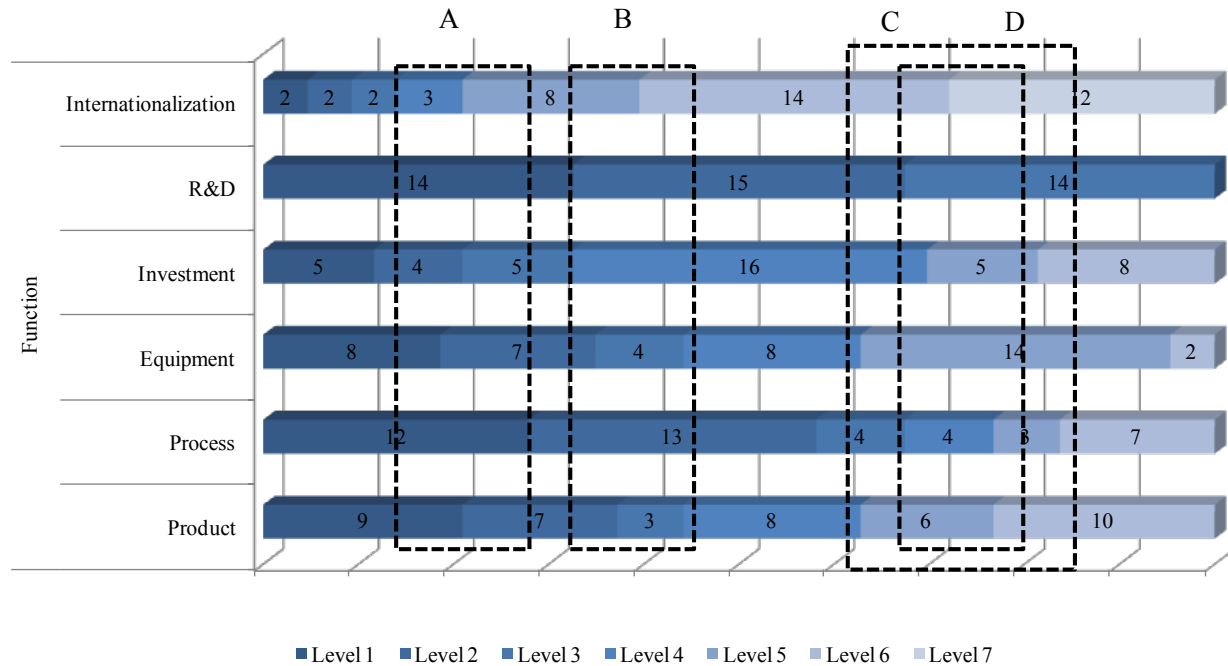 A B C D
Function
Internationalization 2 2 2 3 8 14 2
R&D 14 15 14
Investment 5 4 5 16 5 8
Equipment 8 7 4 8 14 2
Process 12 13 4 4 3 7
Product 9 7 3 8 6 10
Level 1 Level 2 Level 3 Level 4 Level 5 Level 6 Level 7